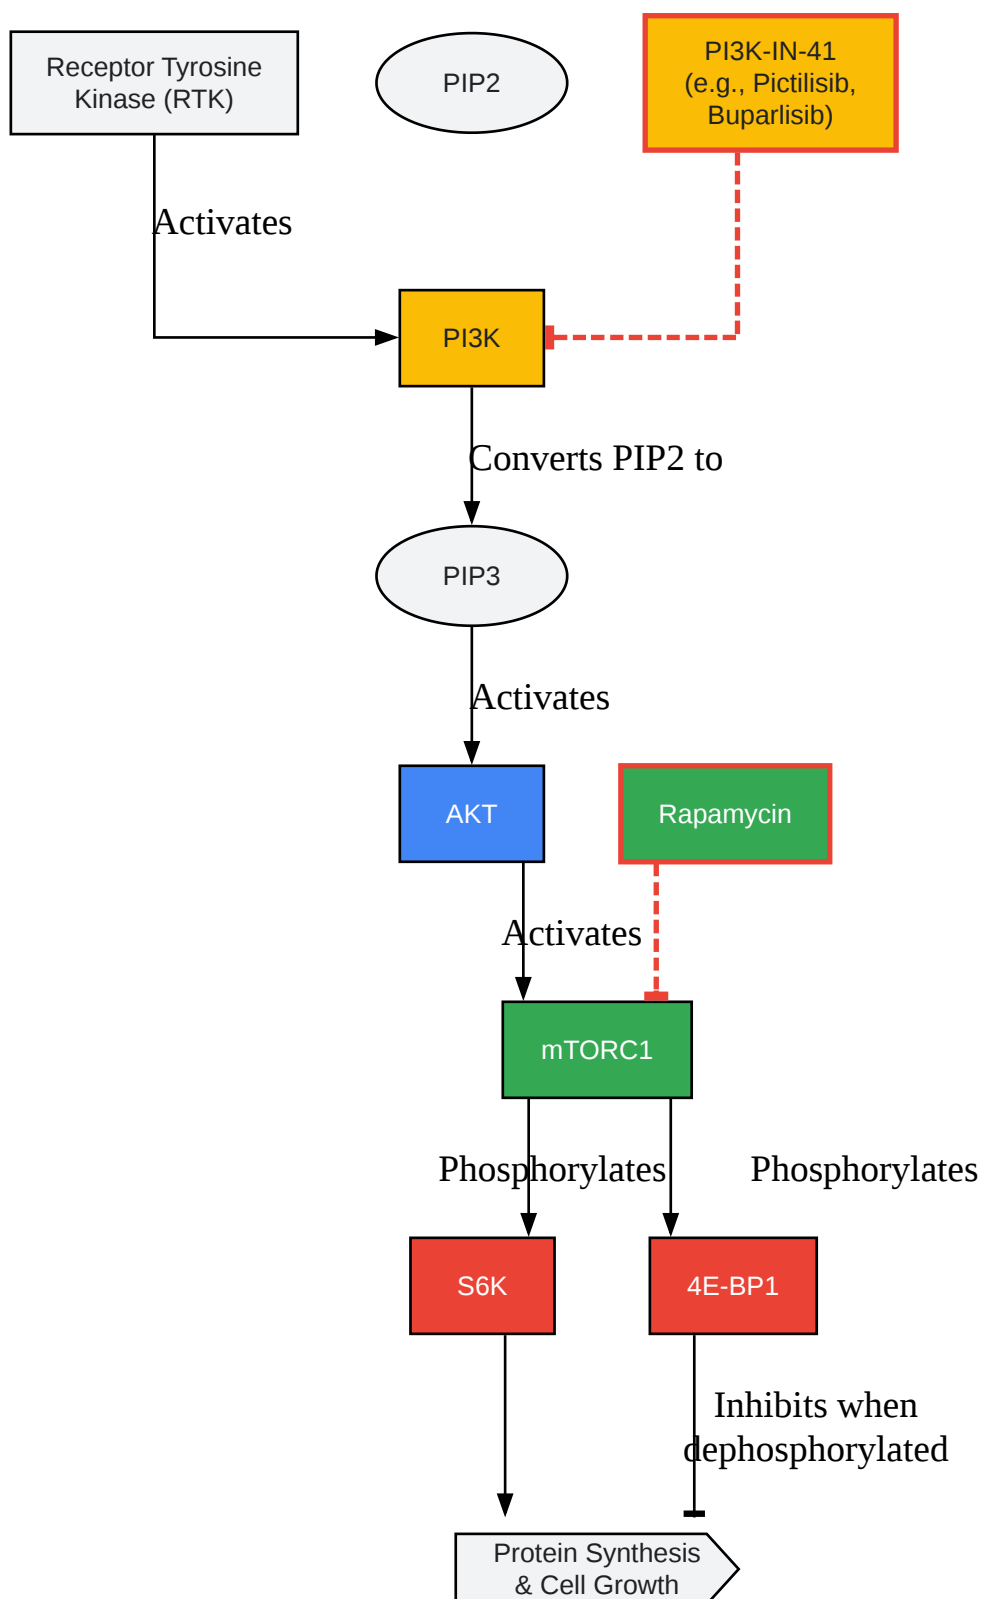 Receptor Tyrosine
Kinase (RTK)
PIP2
PI3K-IN-41
(e.g., Pictilisib,
Buparlisib)
Activates
PI3K
Converts PIP2 to
PIP3
Activates
AKT
Rapamycin
Activates
mTORC1
Phosphorylates
Phosphorylates
S6K
4E-BP1
Inhibits when
dephosphorylated
Protein Synthesis
& Cell Growth